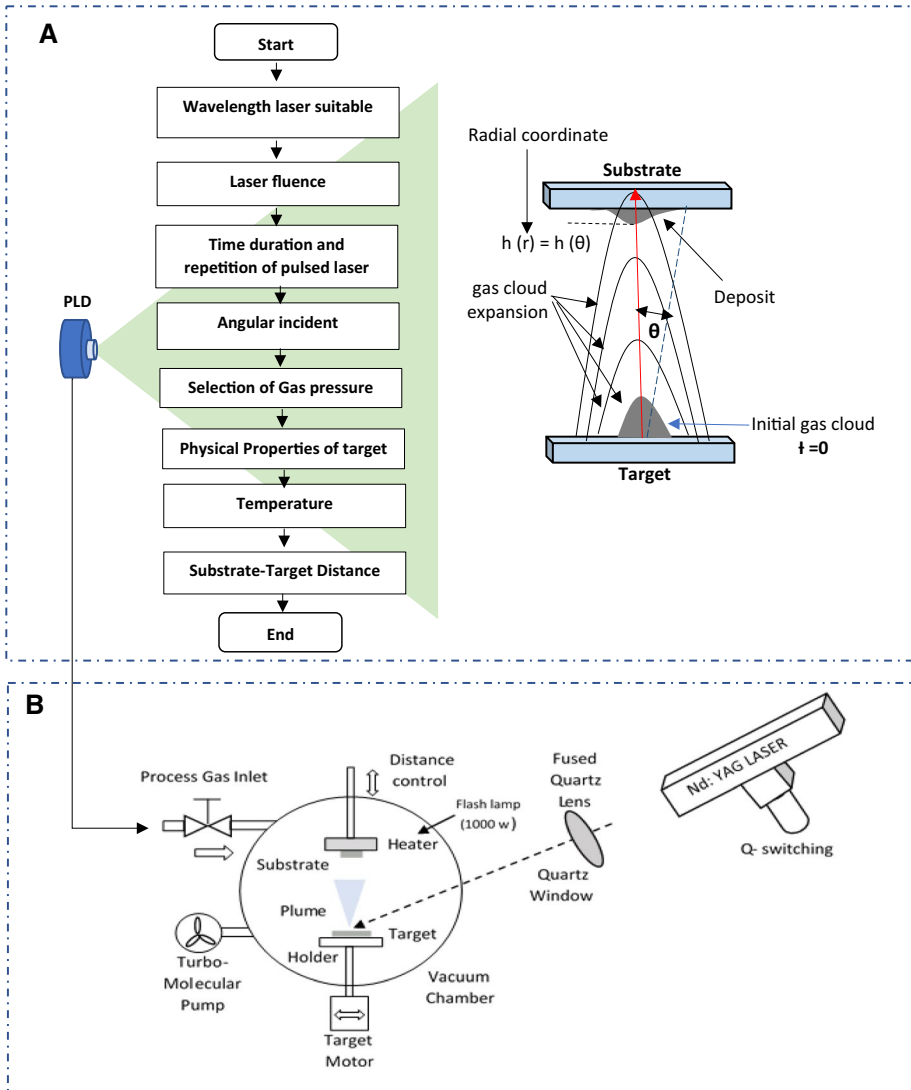 A
Start
Wavelength laser suitable
Laser fluence
Time duration and
repetition of pulsed laser
PLD
Angular incident
Selection of Gas pressure
Physical Properties of target
Temperature
Substrate-Target Distance
End
Radial coordinate
Substrate
h (r) = h (θ)
Deposit
gas cloud
expansion
θ
Initial gas cloud
t =0
Target
B
Process Gas Inlet
Distance
control
Flash lamp
(1000 w)
Fused
Quartz
Lens
Nd: YAG LASER
Q- switching
Heater
Substrate
Quartz
Window
Plume
Target
Holder
Turbo-
Molecular
Pump
Vacuum
Chamber
Target
Motor